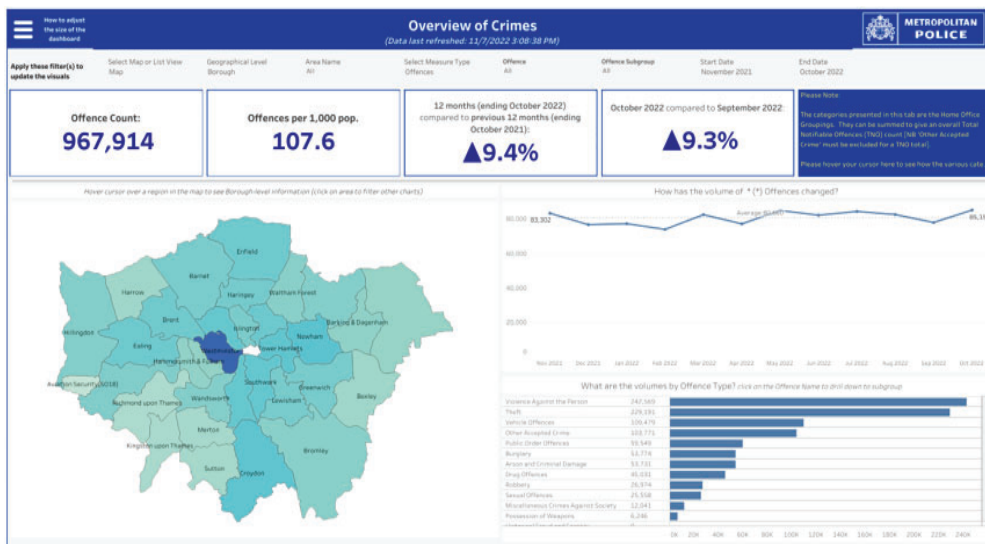 How to adjust
the size of the
dashboard
Overview of Crimes
(Data last refreshed: 11/7/2022 3:08:38 PM)
METROPOLITAN
POLICE
Apply these filter(s) to
update the visuals
Select Map or List View
Map
Geographical Level
Borough
Area Name
All
Select Measure Type
Offences
Offence
All
Offence Subgroup
All
Start Date
November 2021
End Date
October 2022
Offence Count:
967,914
Offences per 1,000 pop.
107.6
12 months (ending October 2022)
compared to previous 12 months (ending
October 2021):
▲9.4%
October 2022 compared to September 2022
▲9.3%
Please Note
The categories presented in this tab are the Home Office
Groupings. They can be summed to give an overall Total
Notifiable Offences (TNO) count [NB 'Other Accepted
Crime' must be excluded for a TNO total].
Please hover your cursor here to see how the various cate
Hover cursor over a region in the map to see Borough-level information (click on area to filter other charts)
Enfield
Barnet
Harrow
Haringey
Waltham Forest
Barking & Dagenham
Hillingdon
Brent
Islington
Newham
Ealing
Westminster
Tower Hamlets
Hammersmith & Fulham
Aviation Security(SO18)
Southwark
Greenwich
Bexley
Richmond upon Thames
Wandsworth
Lewisham
Merton
Kingston upon Thames
Bromley
Sutton
Croydon
How has the volume of * (*) Offences changed?
80,000
83,302
60,000
40,000
20,000
0
Nov 2021
Dec 2021
Jan 2022
Feb 2022
Mar 2022
Apr 2022
May 2022
Jun 2022
Jul 2022
Aug 2022
Sep 2022
Oct 2022
What are the volumes by Offence Type? click on the Offence Name to drill down to subgroup
Violence Against the Person 247,569
Theft
Vehicle Offences 109,479
Other Accepted Crime 103,771
Public Order Offences
Burglary 53,774
Arson and Criminal Damage 53,731
Drug Offences
Robbery 26,974
Sexual Offences 25,558
Miscellaneous Crimes Against Society 12,041
Possession of Weapons 6,246
0K 20K 40K 60K 80K 100K 120K 140K 160K 180K 200K 220K 240K